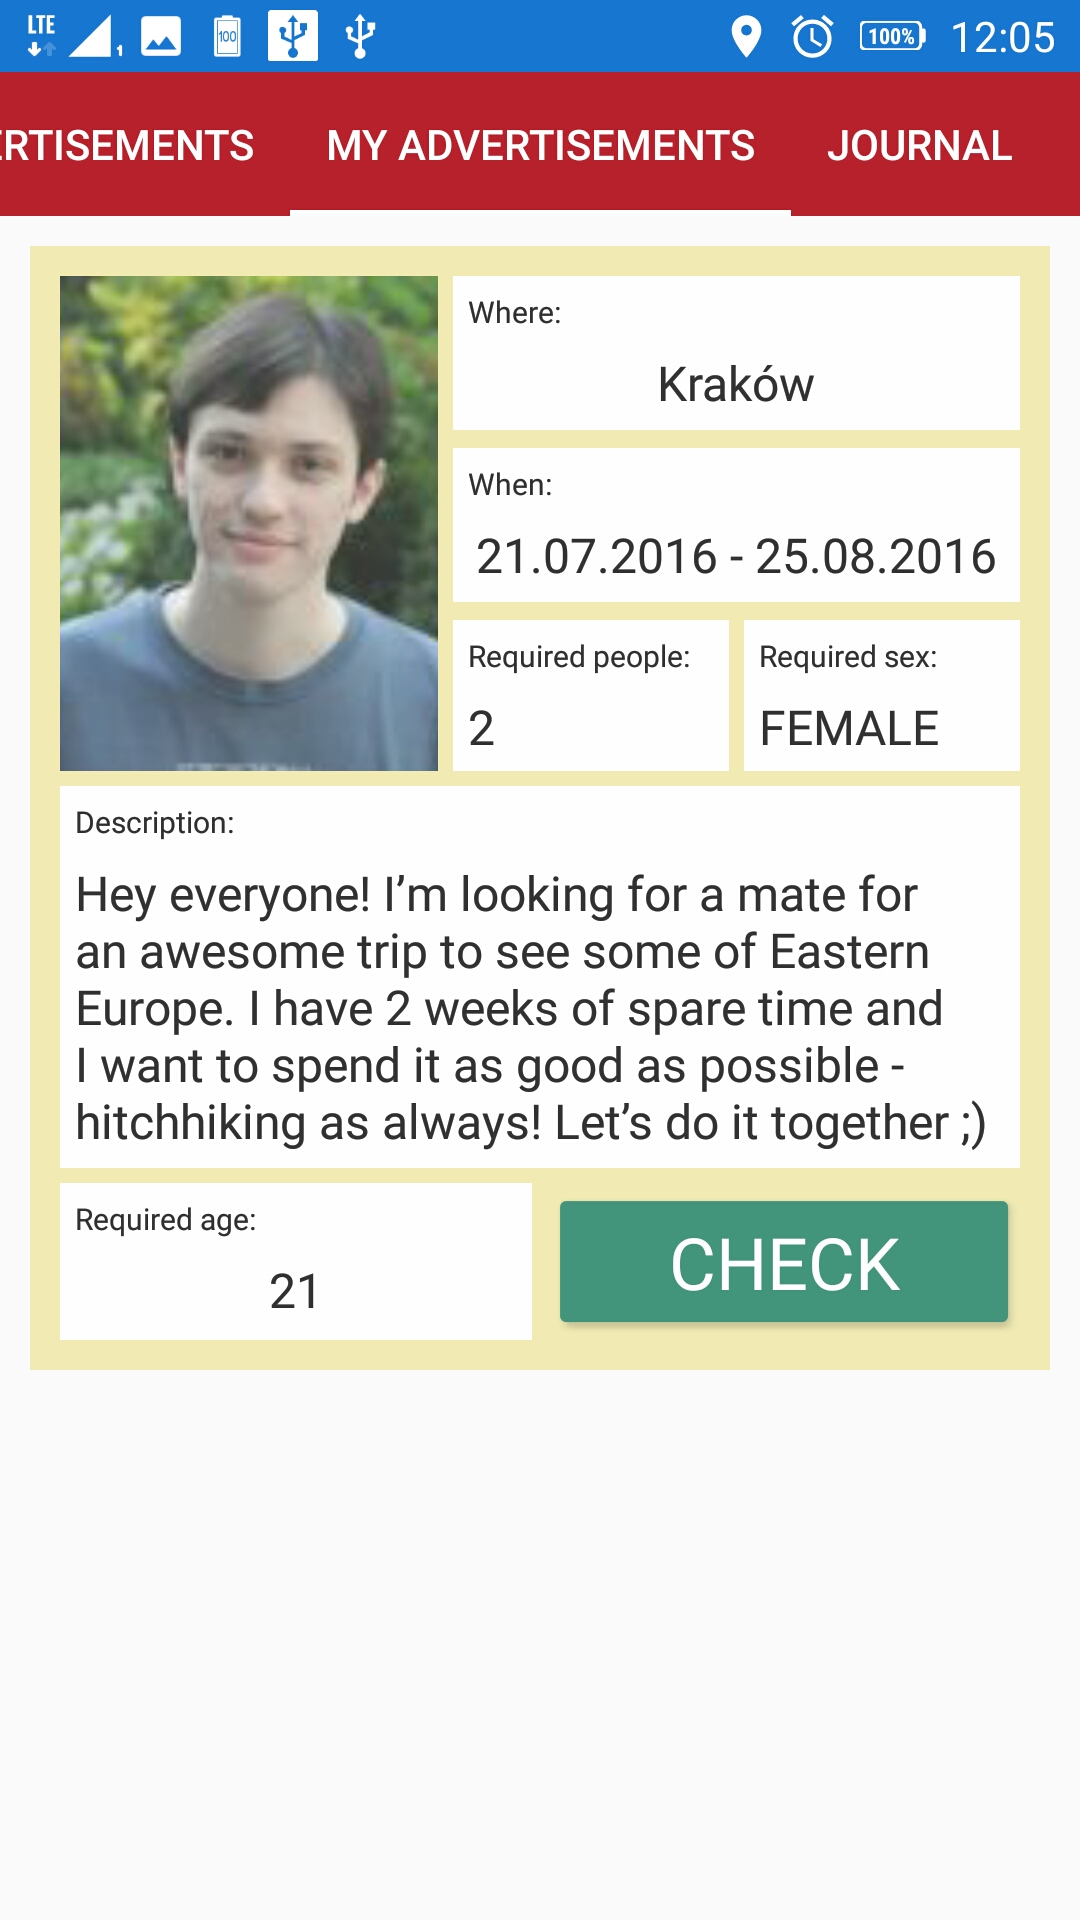 LTE
1
100
100%
12:05
ERTISEMENTS
MY ADVERTISEMENTS
JOURNAL
Where:
Kraków
When:
21.07.2016 - 25.08.2016
Required people:
2
Required sex:
FEMALE
Description:
Hey everyone! I’m looking for a mate for
an awesome trip to see some of Eastern
Europe. I have 2 weeks of spare time and
I want to spend it as good as possible -
hitchhiking as always! Let’s do it together ;)
Required age:
21
CHECK